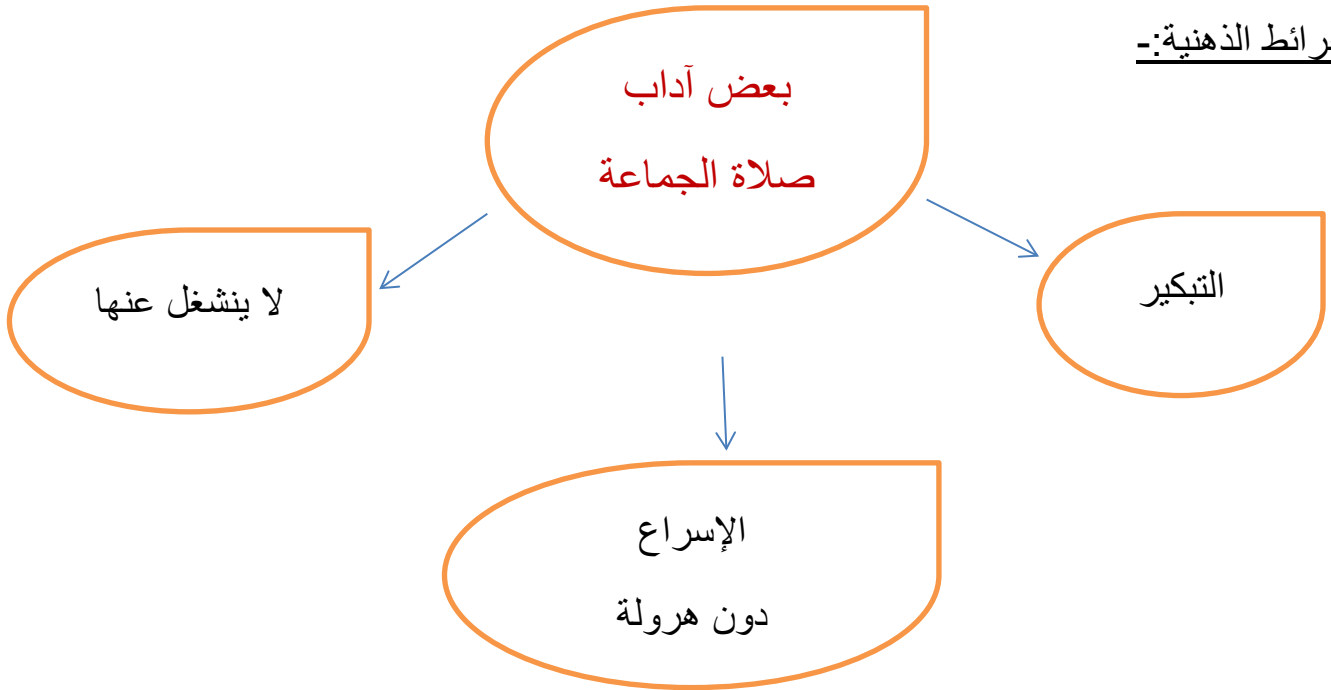 رائط الذهنية:-
بعض آداب
صلاة الجماعة
التبكير
لا ينشغل عنها
الإسراع
دون هرولة